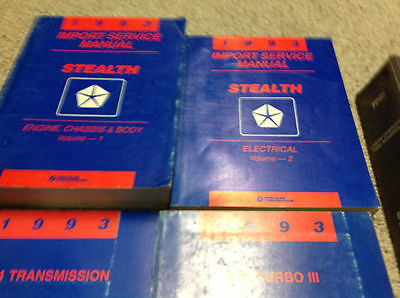 1993
IMPORT SERVICE
MANUAL
STEALTH
ENGINE, CHASSIS & BODY
Volume — 1
1993
IMPORT SERVICE
MANUAL
STEALTH
ELECTRICAL
Volume — 2
1993
TRANSMISSION
93
TURBO III